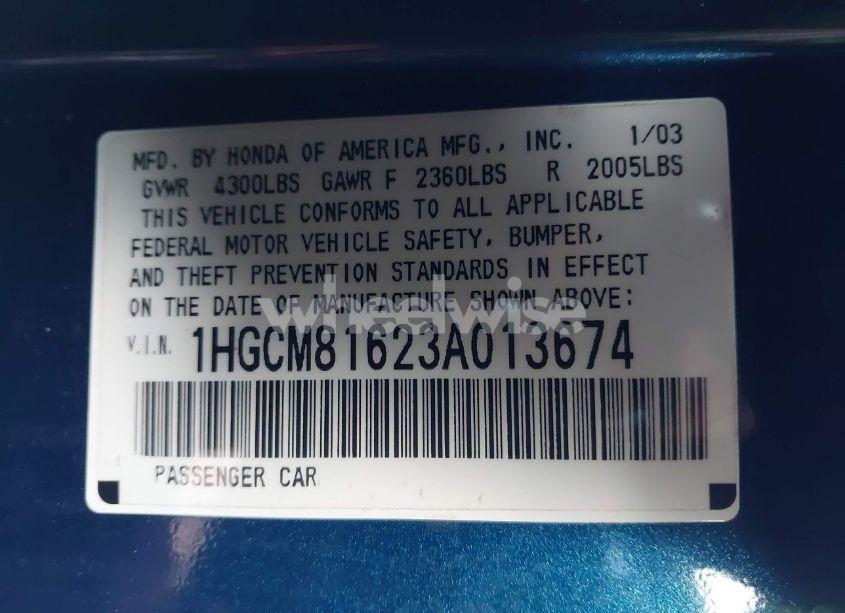 MFD. BY HONDA OF AMERICA MFG., INC. 1/03
GVWR 4300LBS GAWR F 2360LBS R 2005LBS
THIS VEHICLE CONFORMS TO ALL APPLICABLE
FEDERAL MOTOR VEHICLE SAFETY, BUMPER,
AND THEFT PREVENTION STANDARDS IN EFFECT
ON THE DATE OF MANUFACTURE SHOWN ABOVE:
wheelwise
V.I.N. 1HGCM81623A013674
PASSENGER CAR